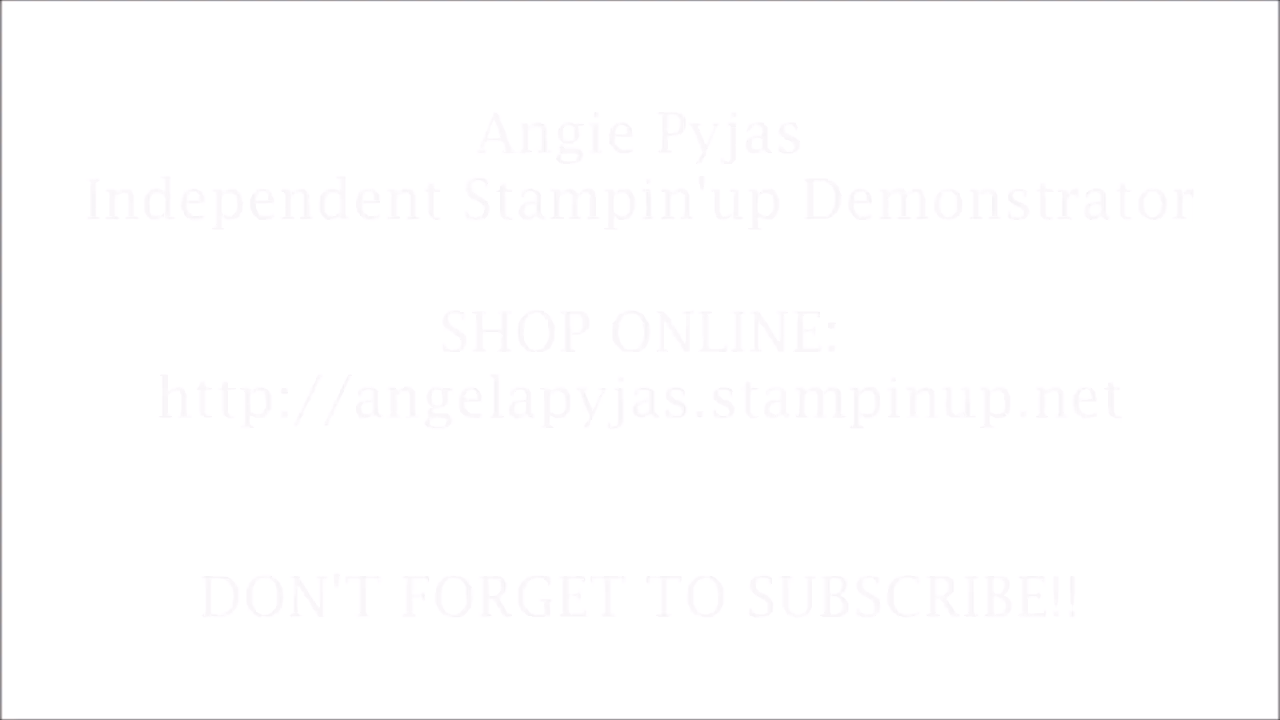 Angie Pyjas
Independent Stampin'up Demonstrator
SHOP ONLINE:
http://angelapyjas.stampinup.net
DON'T FORGET TO SUBSCRIBE!!